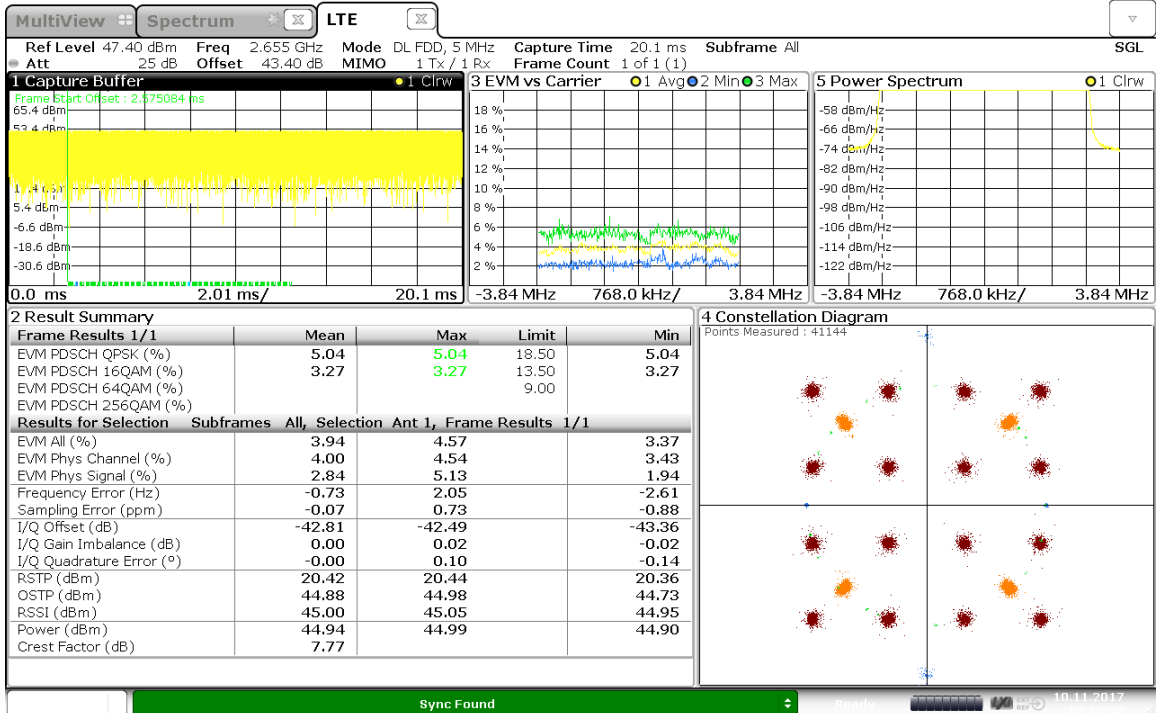 MultiView Spectrum LTE
Ref Level 47.40 dBm Freq 2.655 GHz Mode DL FDD, 5 MHz Capture Time 20.1 ms Subframe All SGL
Att 25 dB Offset 43.40 dB MIMO 1 Tx / 1 Rx Frame Count 1 of 1 (1)
1 Capture Buffer 1 Clrw
Frame Start Offset : 2.575084 ms
65.4 dBm
53.4 dBm
5.4 dBm
-6.6 dBm
-18.6 dBm
-30.6 dBm
0.0 ms 2.01 ms/ 20.1 ms
3 EVM vs Carrier 1 Avg 2 Min 3 Max
18 %
16 %
14 %
12 %
10 %
8 %
6 %
4 %
2 %
-3.84 MHz 768.0 kHz/ 3.84 MHz
5 Power Spectrum 1 Clrw
-58 dBm/Hz
-66 dBm/Hz
-74 dBm/Hz
-82 dBm/Hz
-90 dBm/Hz
-98 dBm/Hz
-106 dBm/Hz
-114 dBm/Hz
-122 dBm/Hz
-3.84 MHz 768.0 kHz/ 3.84 MHz
2 Result Summary
Frame Results 1/1 Mean Max Limit Min
EVM PDSCH QPSK (%) 5.04 5.04 18.50 5.04
EVM PDSCH 16QAM (%) 3.27 3.27 13.50 3.27
EVM PDSCH 64QAM (%) 9.00
EVM PDSCH 256QAM (%)
Results for Selection Subframes All, Selection Ant 1, Frame Results 1/1
EVM All (%) 3.94 4.57 3.37
EVM Phys Channel (%) 4.00 4.54 3.43
EVM Phys Signal (%) 2.84 5.13 1.94
Frequency Error (Hz) -0.73 2.05 -2.61
Sampling Error (ppm) -0.07 0.73 -0.88
I/Q Offset (dB) -42.81 -42.49 -43.36
I/Q Gain Imbalance (dB) 0.00 0.02 -0.02
I/Q Quadrature Error (º) -0.00 0.10 -0.14
RSTP (dBm) 20.42 20.44 20.36
OSTP (dBm) 44.88 44.98 44.73
RSSI (dBm) 45.00 45.05 44.95
Power (dBm) 44.94 44.99 44.90
Crest Factor (dB) 7.77
4 Constellation Diagram
Points Measured : 41144
Sync Found
Ready
LXI EXT REF
10.11.2017